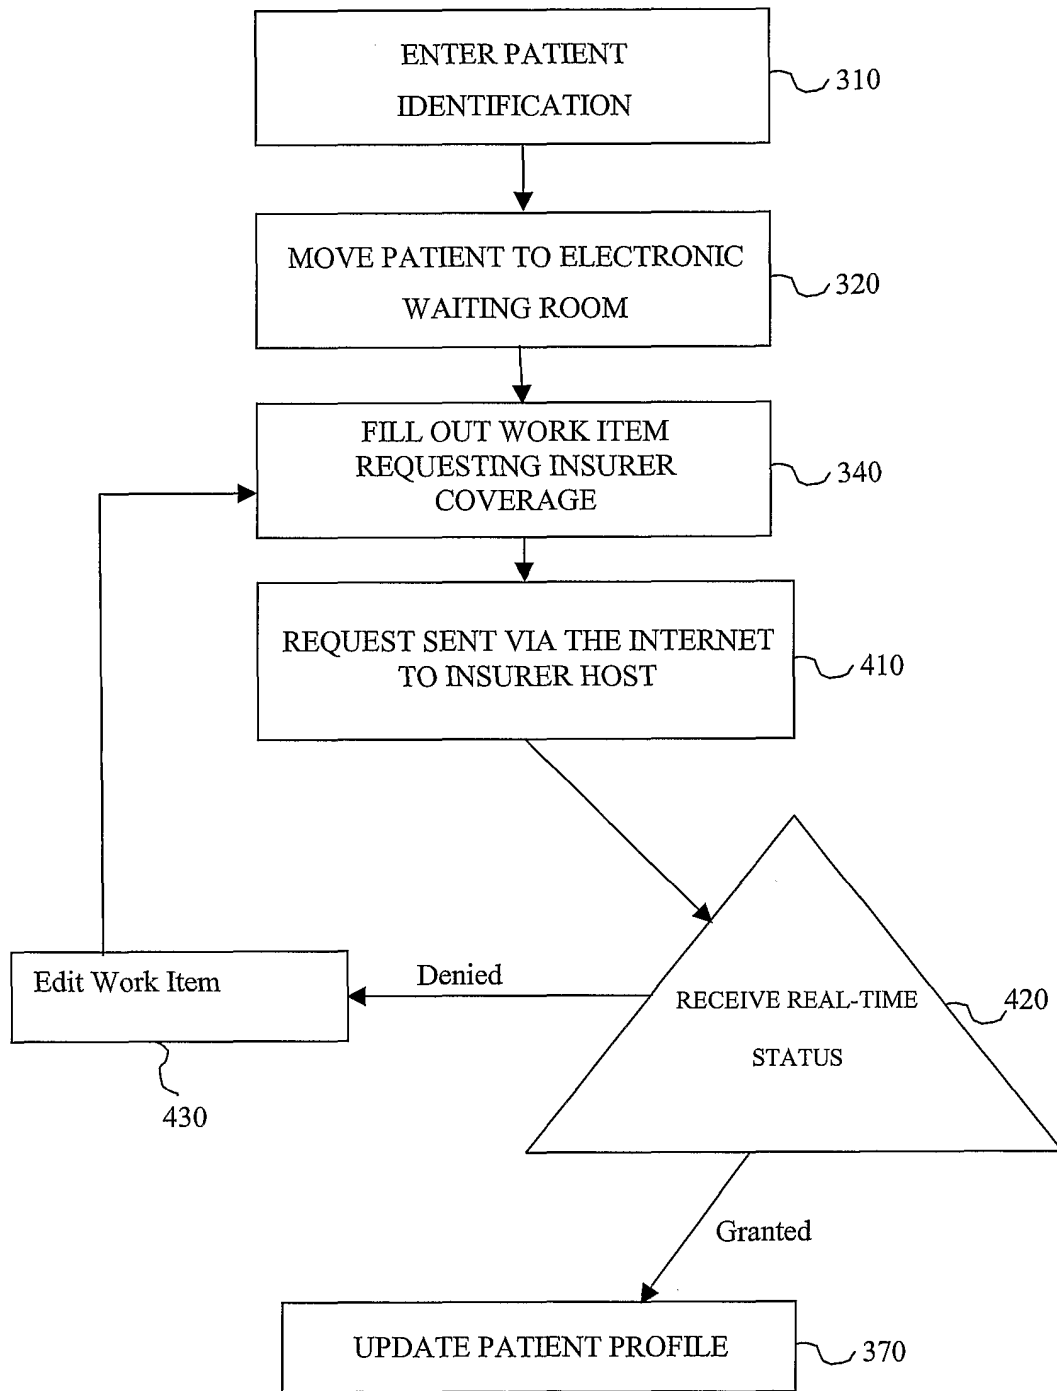 ENTER PATIENT
IDENTIFICATION
310
MOVE PATIENT TO ELECTRONIC
WAITING ROOM
320
FILL OUT WORK ITEM
REQUESTING INSURER
COVERAGE
340
REQUEST SENT VIA THE INTERNET
TO INSURER HOST
410
RECEIVE REAL-TIME
STATUS
420
Denied
Edit Work Item
430
Granted
UPDATE PATIENT PROFILE
370